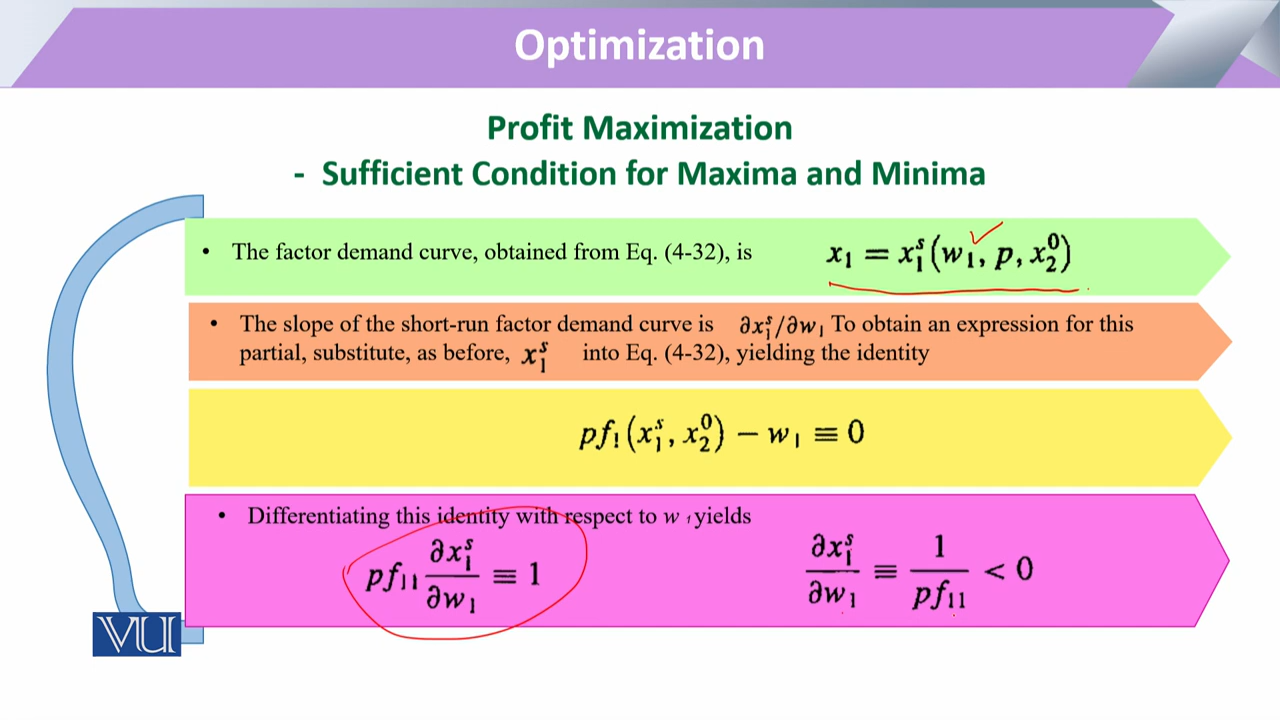 Optimization
Profit Maximization
- Sufficient Condition for Maxima and Minima
• The factor demand curve, obtained from Eq. (4-32), is x₁ = x₁ˢ(w₁, p, x₂⁰)
• The slope of the short-run factor demand curve is ∂x₁ˢ/∂w₁ To obtain an expression for this
partial, substitute, as before, x₁ˢ into Eq. (4-32), yielding the identity
pf₁(x₁ˢ, x₂⁰) − w₁ ≡ 0
• Differentiating this identity with respect to w ₁ yields
pf₁₁ ∂x₁ˢ/∂w₁ ≡ 1 ∂x₁ˢ/∂w₁ ≡ 1/pf₁₁ < 0
VU